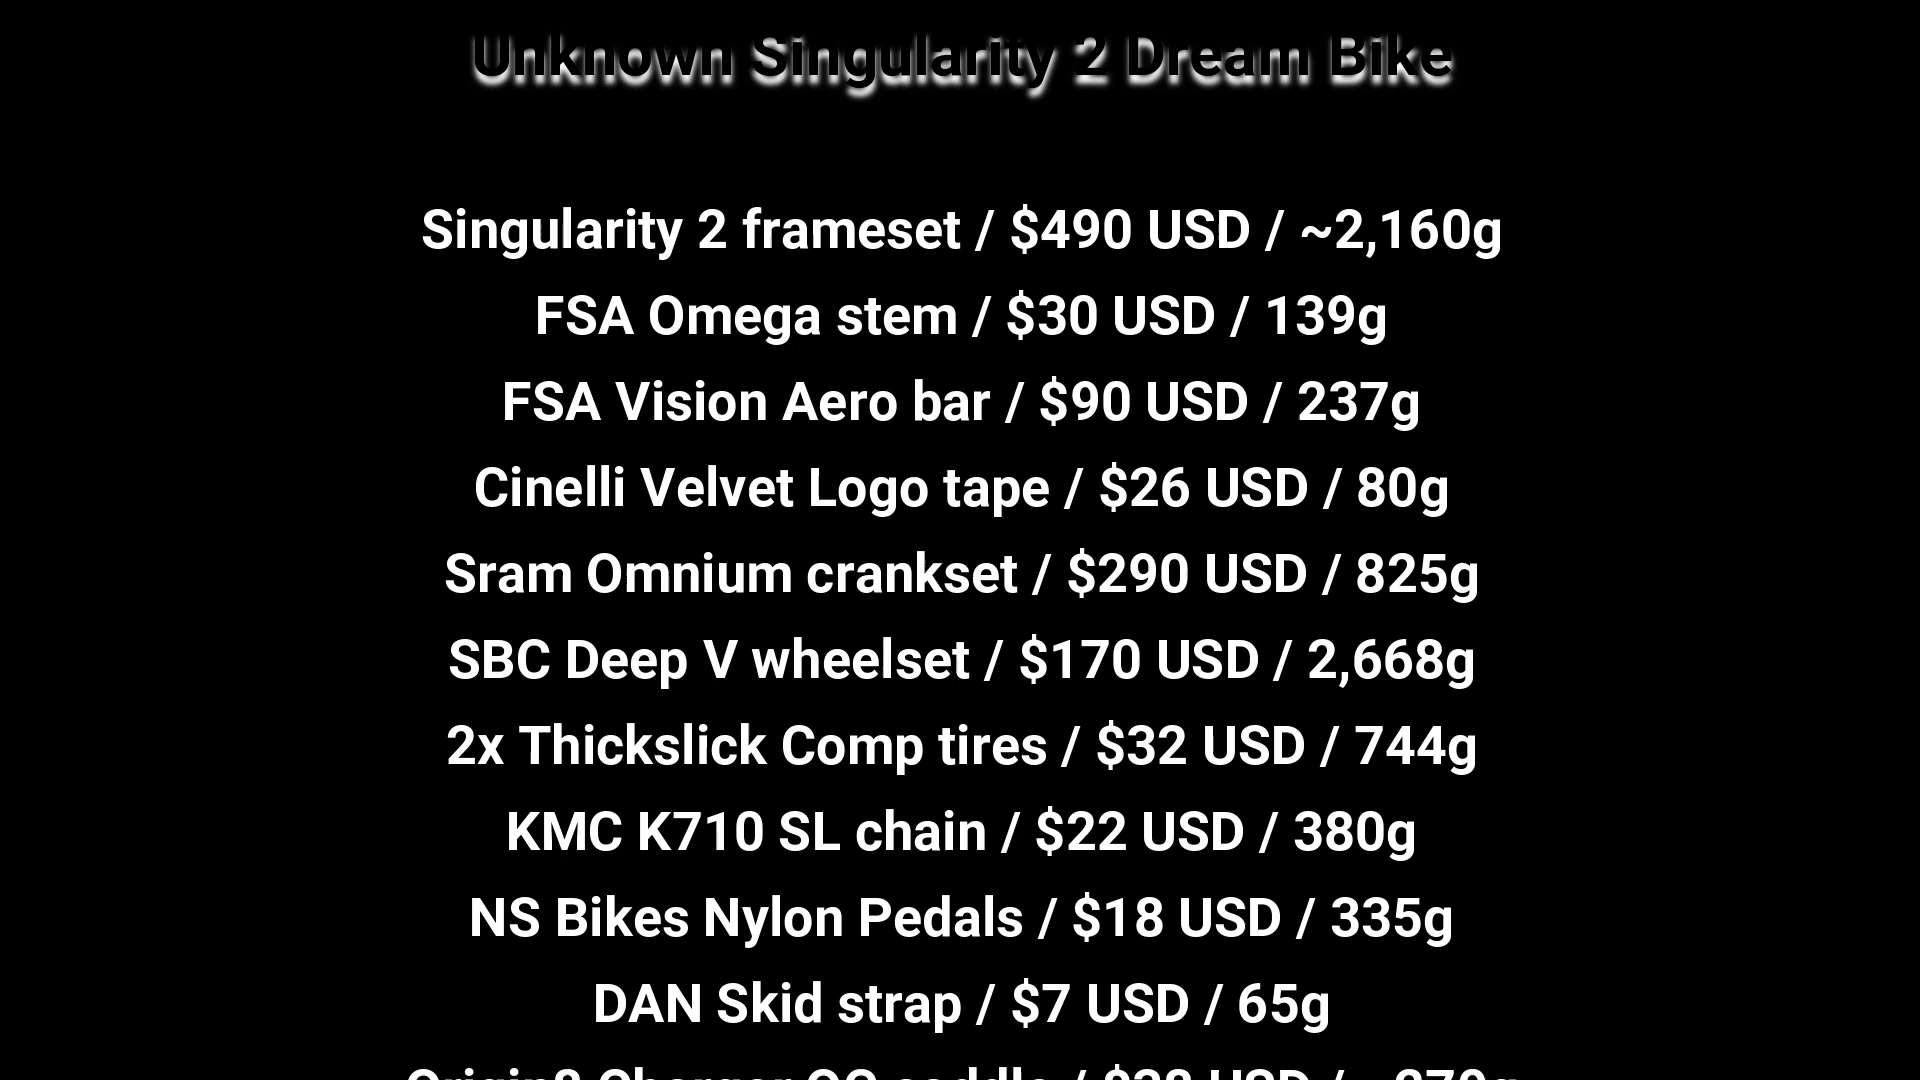 Unknown Singularity 2 Dream Bike
Singularity 2 frameset / $490 USD / ~2,160g
FSA Omega stem / $30 USD / 139g
FSA Vision Aero bar / $90 USD / 237g
Cinelli Velvet Logo tape / $26 USD / 80g
Sram Omnium crankset / $290 USD / 825g
SBC Deep V wheelset / $170 USD / 2,668g
2x Thickslick Comp tires / $32 USD / 744g
KMC K710 SL chain / $22 USD / 380g
NS Bikes Nylon Pedals / $18 USD / 335g
DAN Skid strap / $7 USD / 65g